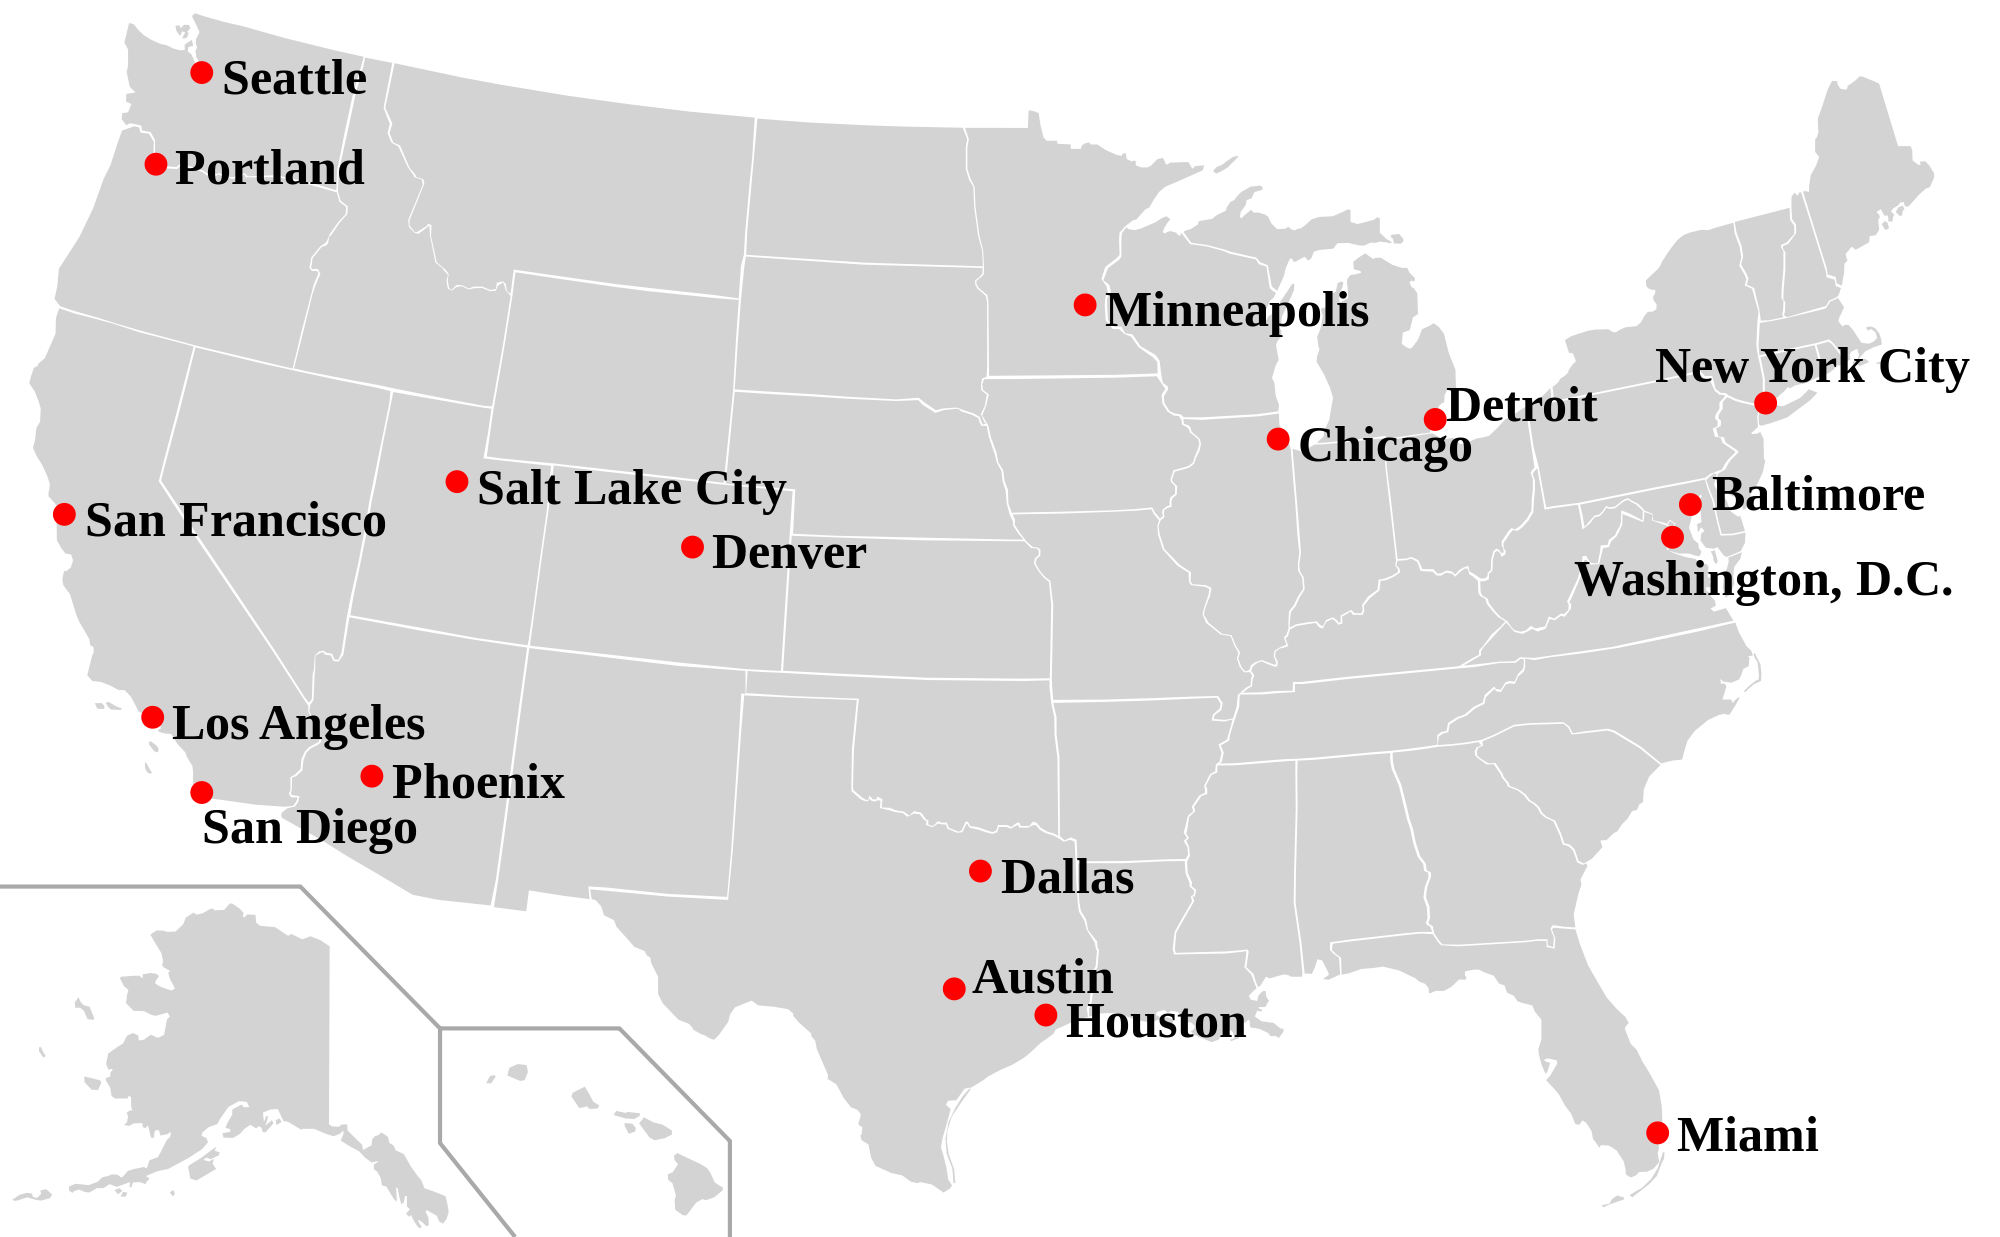 Seattle
Portland
Minneapolis
New York City
Detroit
Chicago
Salt Lake City
Baltimore
San Francisco
Denver
Washington, D.C.
Los Angeles
Phoenix
San Diego
Dallas
Austin
Houston
Miami